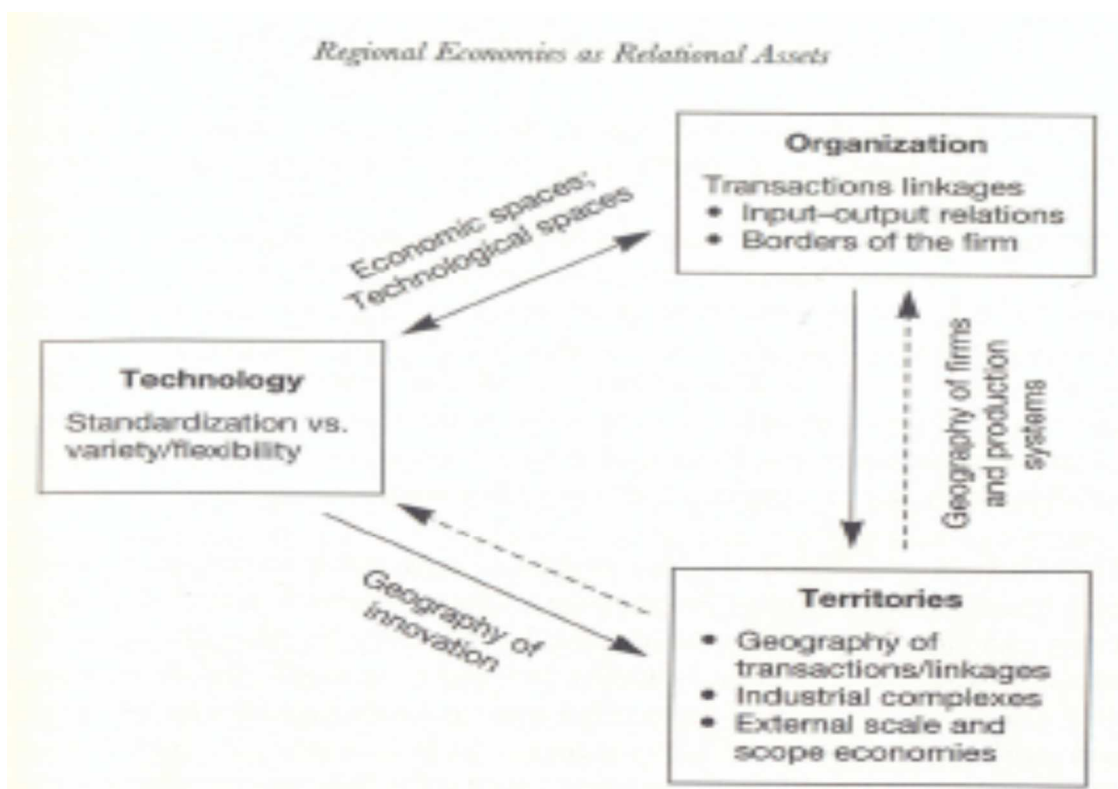 Regional Economies as Relational Assets
Organization
Transactions linkages
• Input–output relations
• Borders of the firm
Economic spaces;
Technological spaces
Technology
Standardization vs.
variety/flexibility
Geography of firms
and production
systems
Geography of
innovation
Territories
• Geography of
transactions/linkages
• Industrial complexes
• External scale and
scope economies